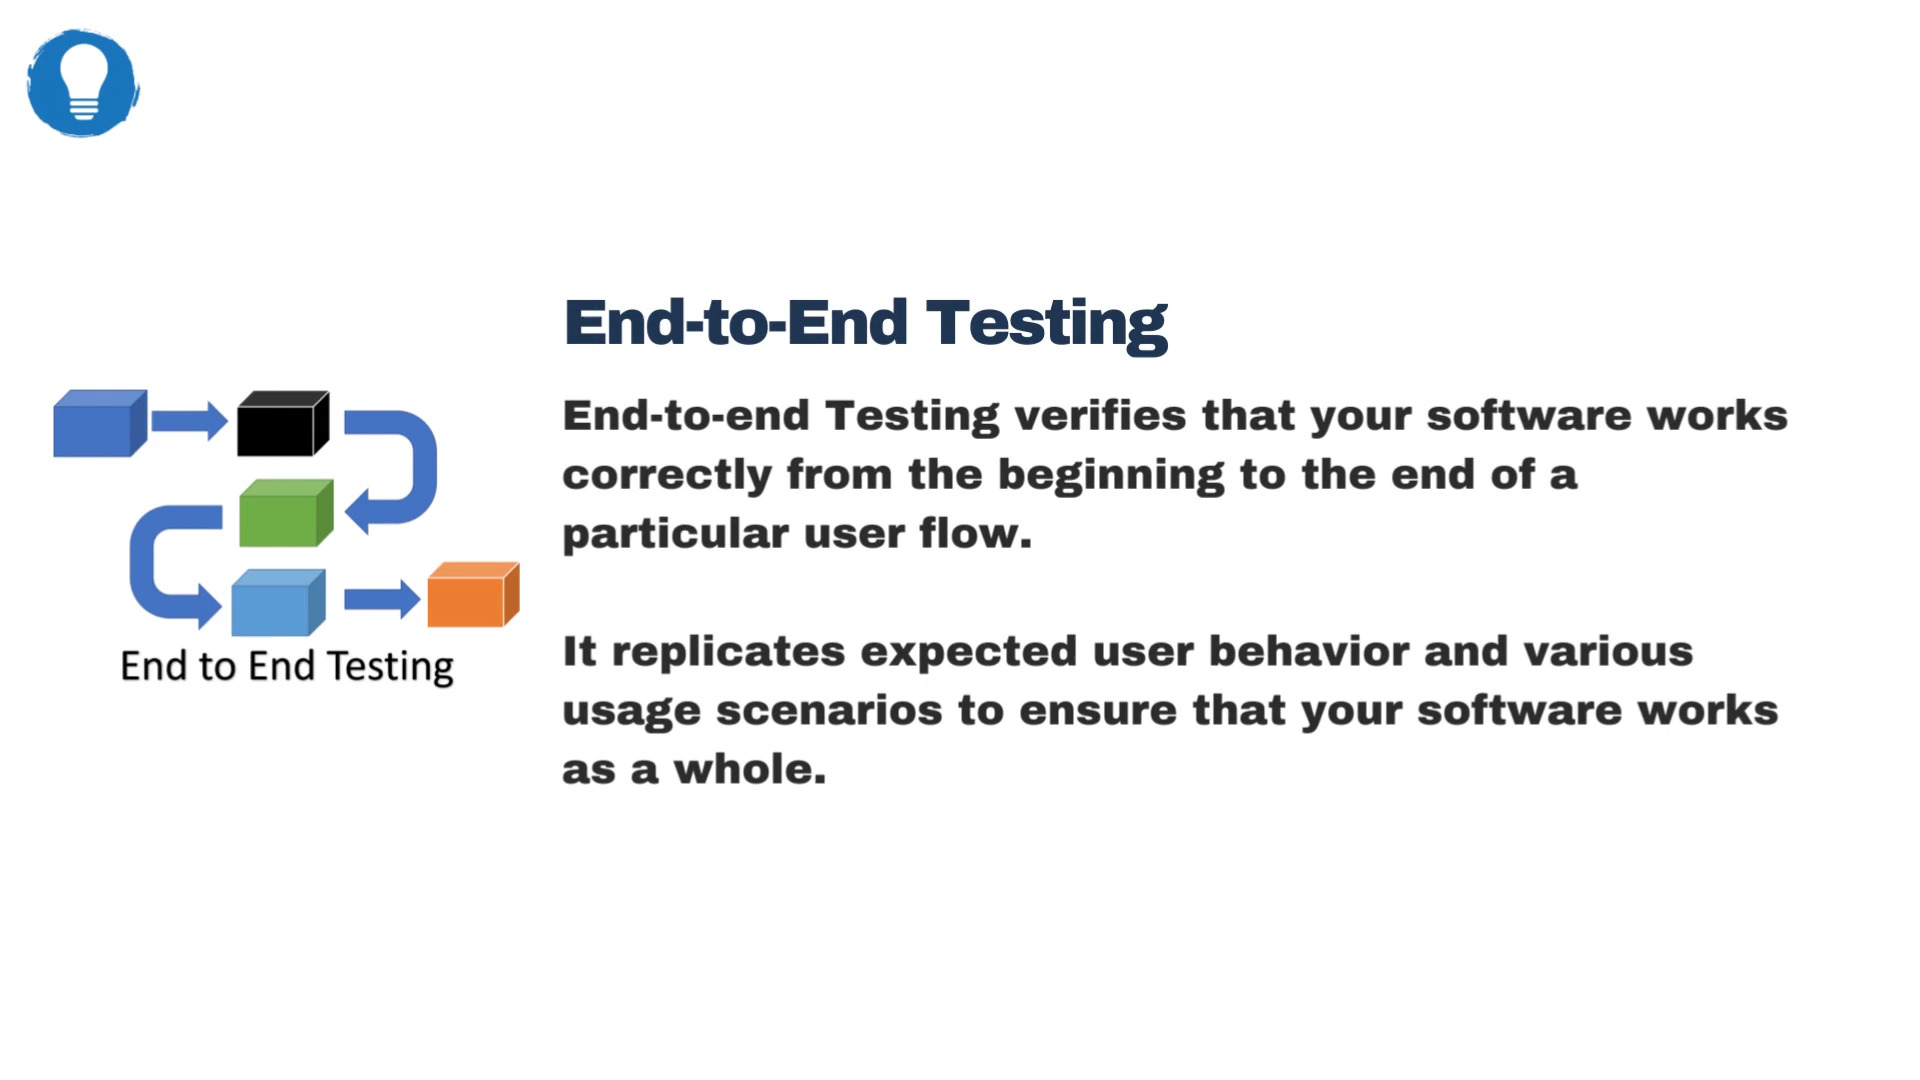 End-to-End Testing
End-to-end Testing verifies that your software works
correctly from the beginning to the end of a
particular user flow.
It replicates expected user behavior and various
usage scenarios to ensure that your software works
as a whole.
End to End Testing